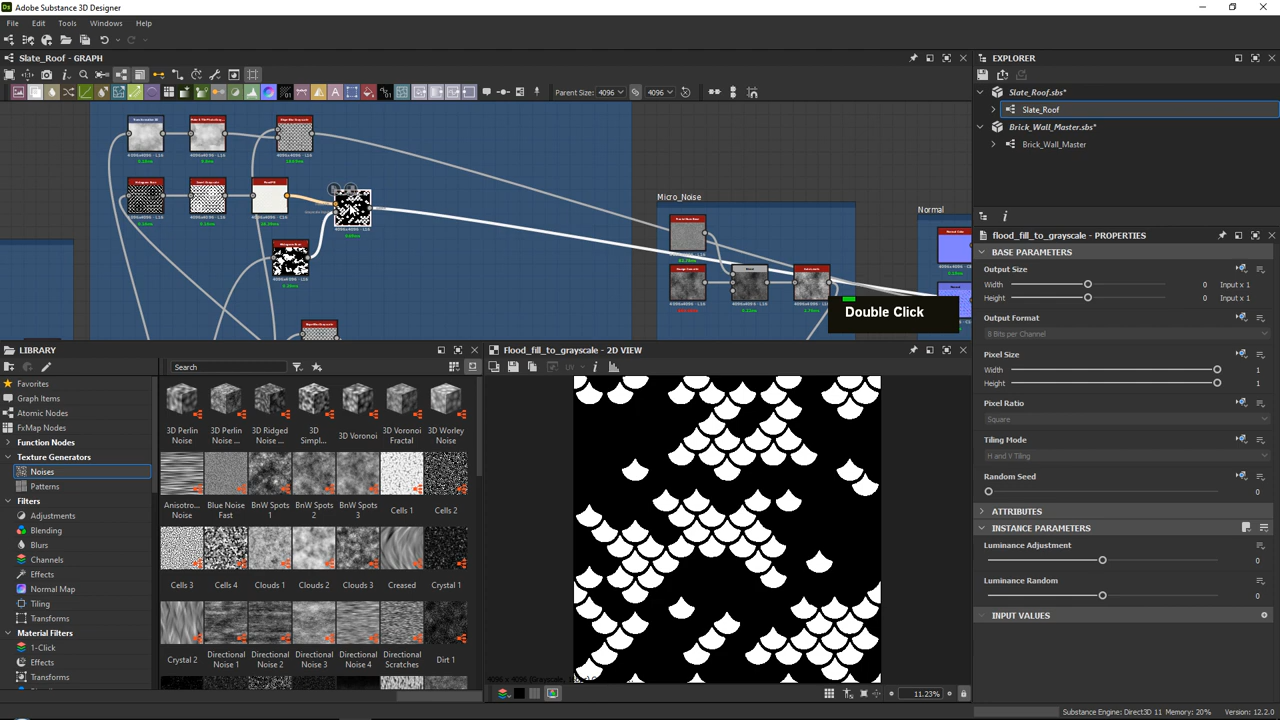 Adobe Substance 3D Designer
File Edit Tools Windows Help
Slate_Roof - GRAPH
Parent Size: 4096 4096
Micro_Noise
Normal
Double Click
EXPLORER
Slate_Roof.sbs*
Slate_Roof
Brick_Wall_Master.sbs*
Brick_Wall_Master
flood_fill_to_grayscale - PROPERTIES
BASE PARAMETERS
Output Size
Width 0 Input x 1
Height 0 Input x 1
Output Format
8 Bits per Channel
Pixel Size
Width 1
Height 1
Pixel Ratio
Square
Tiling Mode
H and V Tiling
Random Seed
0
ATTRIBUTES
INSTANCE PARAMETERS
Luminance Adjustment
0
Luminance Random
0
INPUT VALUES
LIBRARY
Search
Favorites
Graph Items
Atomic Nodes
FxMap Nodes
Function Nodes
Texture Generators
Noises
Patterns
Filters
Adjustments
Blending
Blurs
Channels
Effects
Normal Map
Tiling
Transforms
Material Filters
1-Click
Effects
Transforms
3D Perlin Noise
3D Perlin Noise ...
3D Ridged Noise ...
3D Simpl...
3D Voronoi
3D Voronoi Fractal
3D Worley Noise
Anisotro... Noise
Blue Noise Fast
BnW Spots 1
BnW Spots 2
BnW Spots 3
Cells 1
Cells 2
Cells 3
Cells 4
Clouds 1
Clouds 2
Clouds 3
Creased
Crystal 1
Crystal 2
Directional Noise 1
Directional Noise 2
Directional Noise 3
Directional Noise 4
Directional Scratches
Dirt 1
Flood_fill_to_grayscale - 2D VIEW
UV
11.23%
Substance Engine: Direct3D 11 Memory: 20% Version: 12.2.0